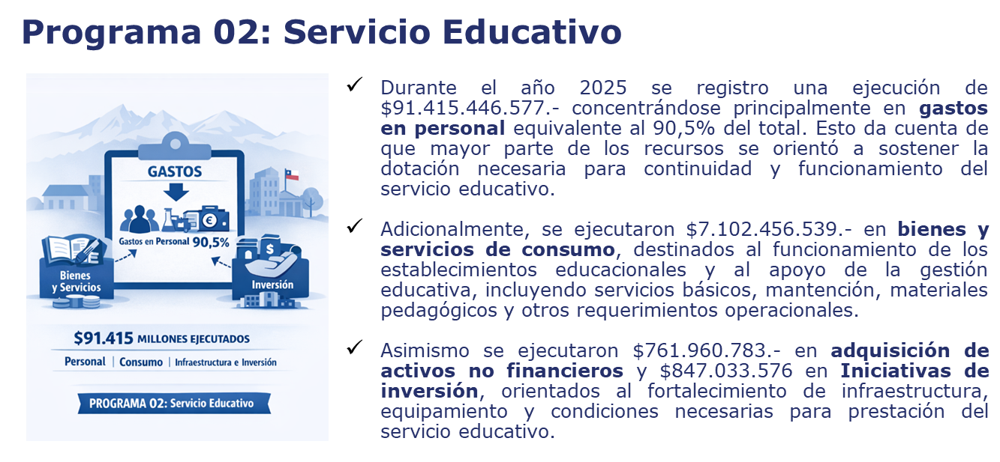 Programa 02: Servicio Educativo
GASTOS
Gastos en Personal 90,5%
€
$
Bienes
y Servicios
Inversión
$91.415 MILLONES EJECUTADOS
Personal | Consumo | Infraestructura e Inversión
PROGRAMA 02: Servicio Educativo
✓ Durante el año 2025 se registro una ejecución de
$91.415.446.577.- concentrándose principalmente en gastos
en personal equivalente al 90,5% del total. Esto da cuenta de
que mayor parte de los recursos se orientó a sostener la
dotación necesaria para continuidad y funcionamiento del
servicio educativo.
✓ Adicionalmente, se ejecutaron $7.102.456.539.- en bienes y
servicios de consumo, destinados al funcionamiento de los
establecimientos educacionales y al apoyo de la gestión
educativa, incluyendo servicios básicos, mantención, materiales
pedagógicos y otros requerimientos operacionales.
✓ Asimismo se ejecutaron $761.960.783.- en adquisición de
activos no financieros y $847.033.576 en Iniciativas de
inversión, orientados al fortalecimiento de infraestructura,
equipamiento y condiciones necesarias para prestación del
servicio educativo.